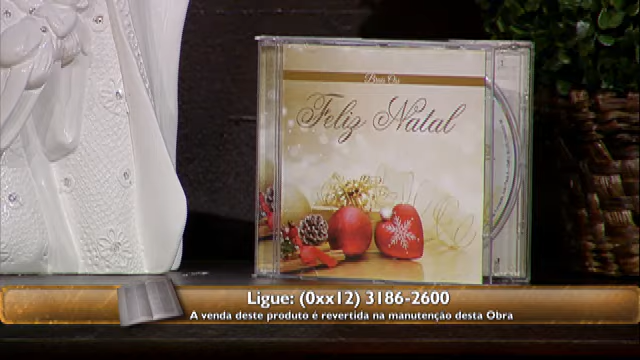 Feliz Natal
Ligue: (0xx12) 3186-2600
A venda deste produto é revertida na manutenção desta Obra